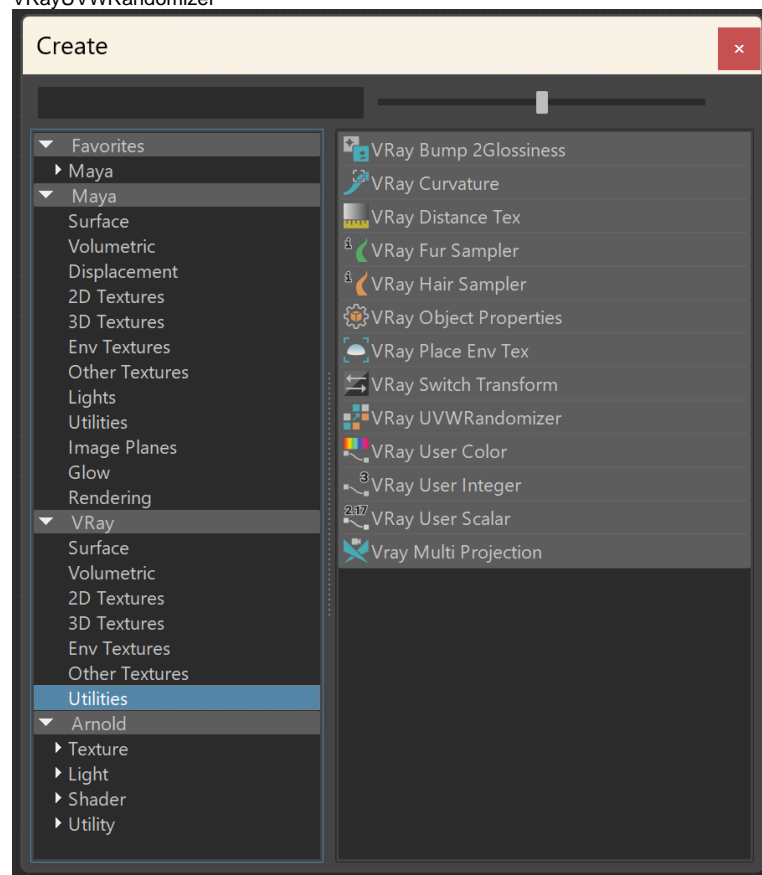 VRayUVWRandomizer
Create
Favorites
Maya
Maya
Surface
Volumetric
Displacement
2D Textures
3D Textures
Env Textures
Other Textures
Lights
Utilities
Image Planes
Glow
Rendering
VRay
Surface
Volumetric
2D Textures
3D Textures
Env Textures
Other Textures
Utilities
Arnold
Texture
Light
Shader
Utility
VRay Bump 2Glossiness
VRay Curvature
VRay Distance Tex
VRay Fur Sampler
VRay Hair Sampler
VRay Object Properties
VRay Place Env Tex
VRay Switch Transform
VRay UVWRandomizer
VRay User Color
3
VRay User Integer
2.17
VRay User Scalar
Vray Multi Projection